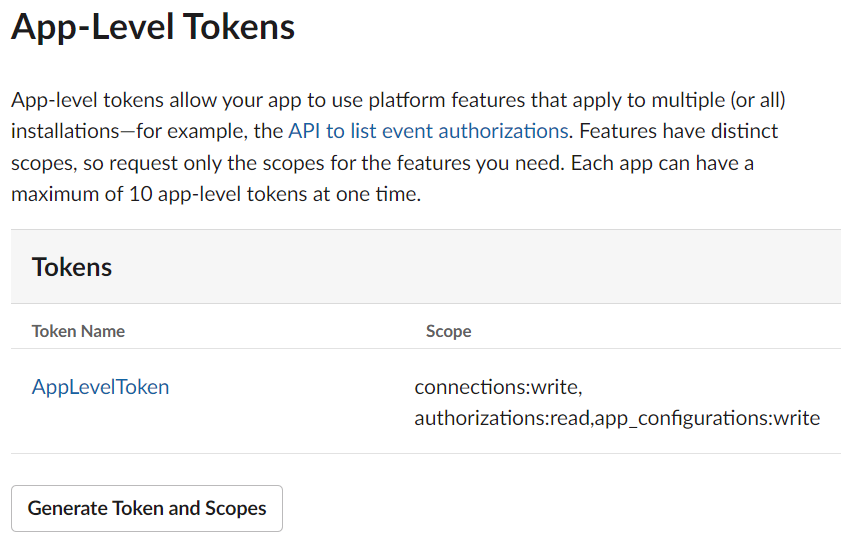 App-Level Tokens
App-level tokens allow your app to use platform features that apply to multiple (or all)
installations—for example, the API to list event authorizations. Features have distinct
scopes, so request only the scopes for the features you need. Each app can have a
maximum of 10 app-level tokens at one time.
Tokens
Token Name Scope
AppLevelToken connections:write,
authorizations:read,app_configurations:write
Generate Token and Scopes